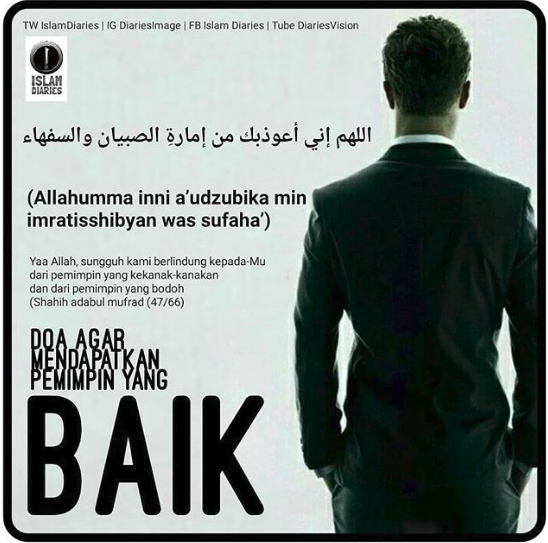 TW IslamDiaries | IG DiariesImage | FB Islam Diaries | Tube DiariesVision
ISLAM
DIARIES
اللهم إني أعوذبك من إمارةِ الصبيان والسفهاء
(Allahumma inni a’udzubika min
imratisshibyan was sufaha’)
Yaa Allah, sungguh kami berlindung kepada-Mu
dari pemimpin yang kekanak-kanakan
dan dari pemimpin yang bodoh
(Shahih adabul mufrad (47/66)
DOA AGAR
MENDAPATKAN
PEMIMPIN YANG
BAIK